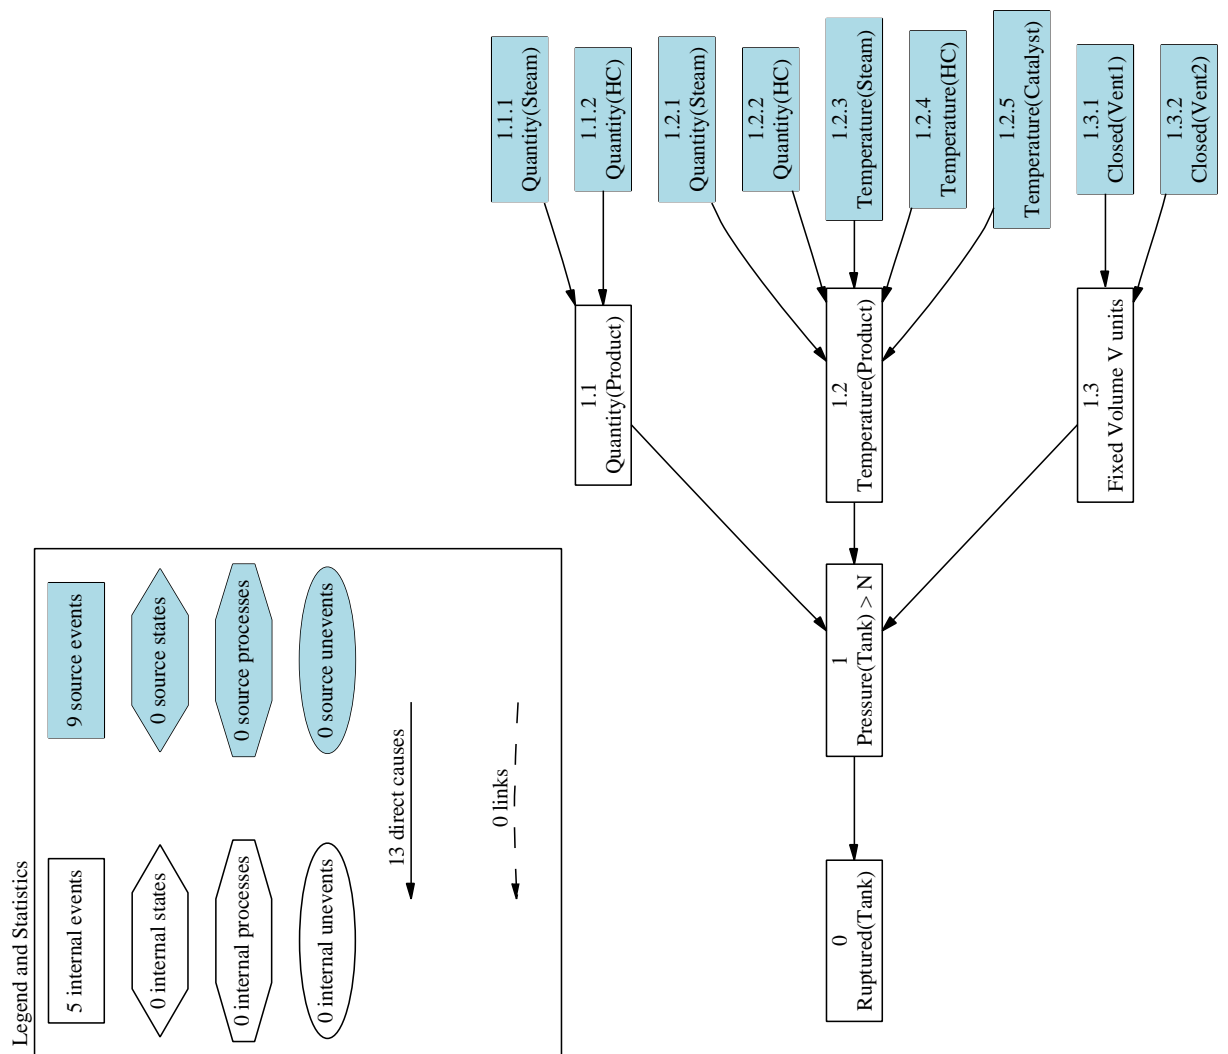 Legend and Statistics
5 internal events
9 source events
0 internal states
0 source states
0 internal processes
0 source processes
0 internal unevents
0 source unevents
13 direct causes
0 links
1.1.1
Quantity(Steam)
1.1.2
Quantity(HC)
1.2.1
Quantity(Steam)
1.2.2
Quantity(HC)
1.2.3
Temperature(Steam)
1.2.4
Temperature(HC)
1.2.5
Temperature(Catalyst)
1.3.1
Closed(Vent1)
1.3.2
Closed(Vent2)
1.1
Quantity(Product)
1.2
Temperature(Product)
1.3
Fixed Volume V units
1
Pressure(Tank) > N
0
Ruptured(Tank)